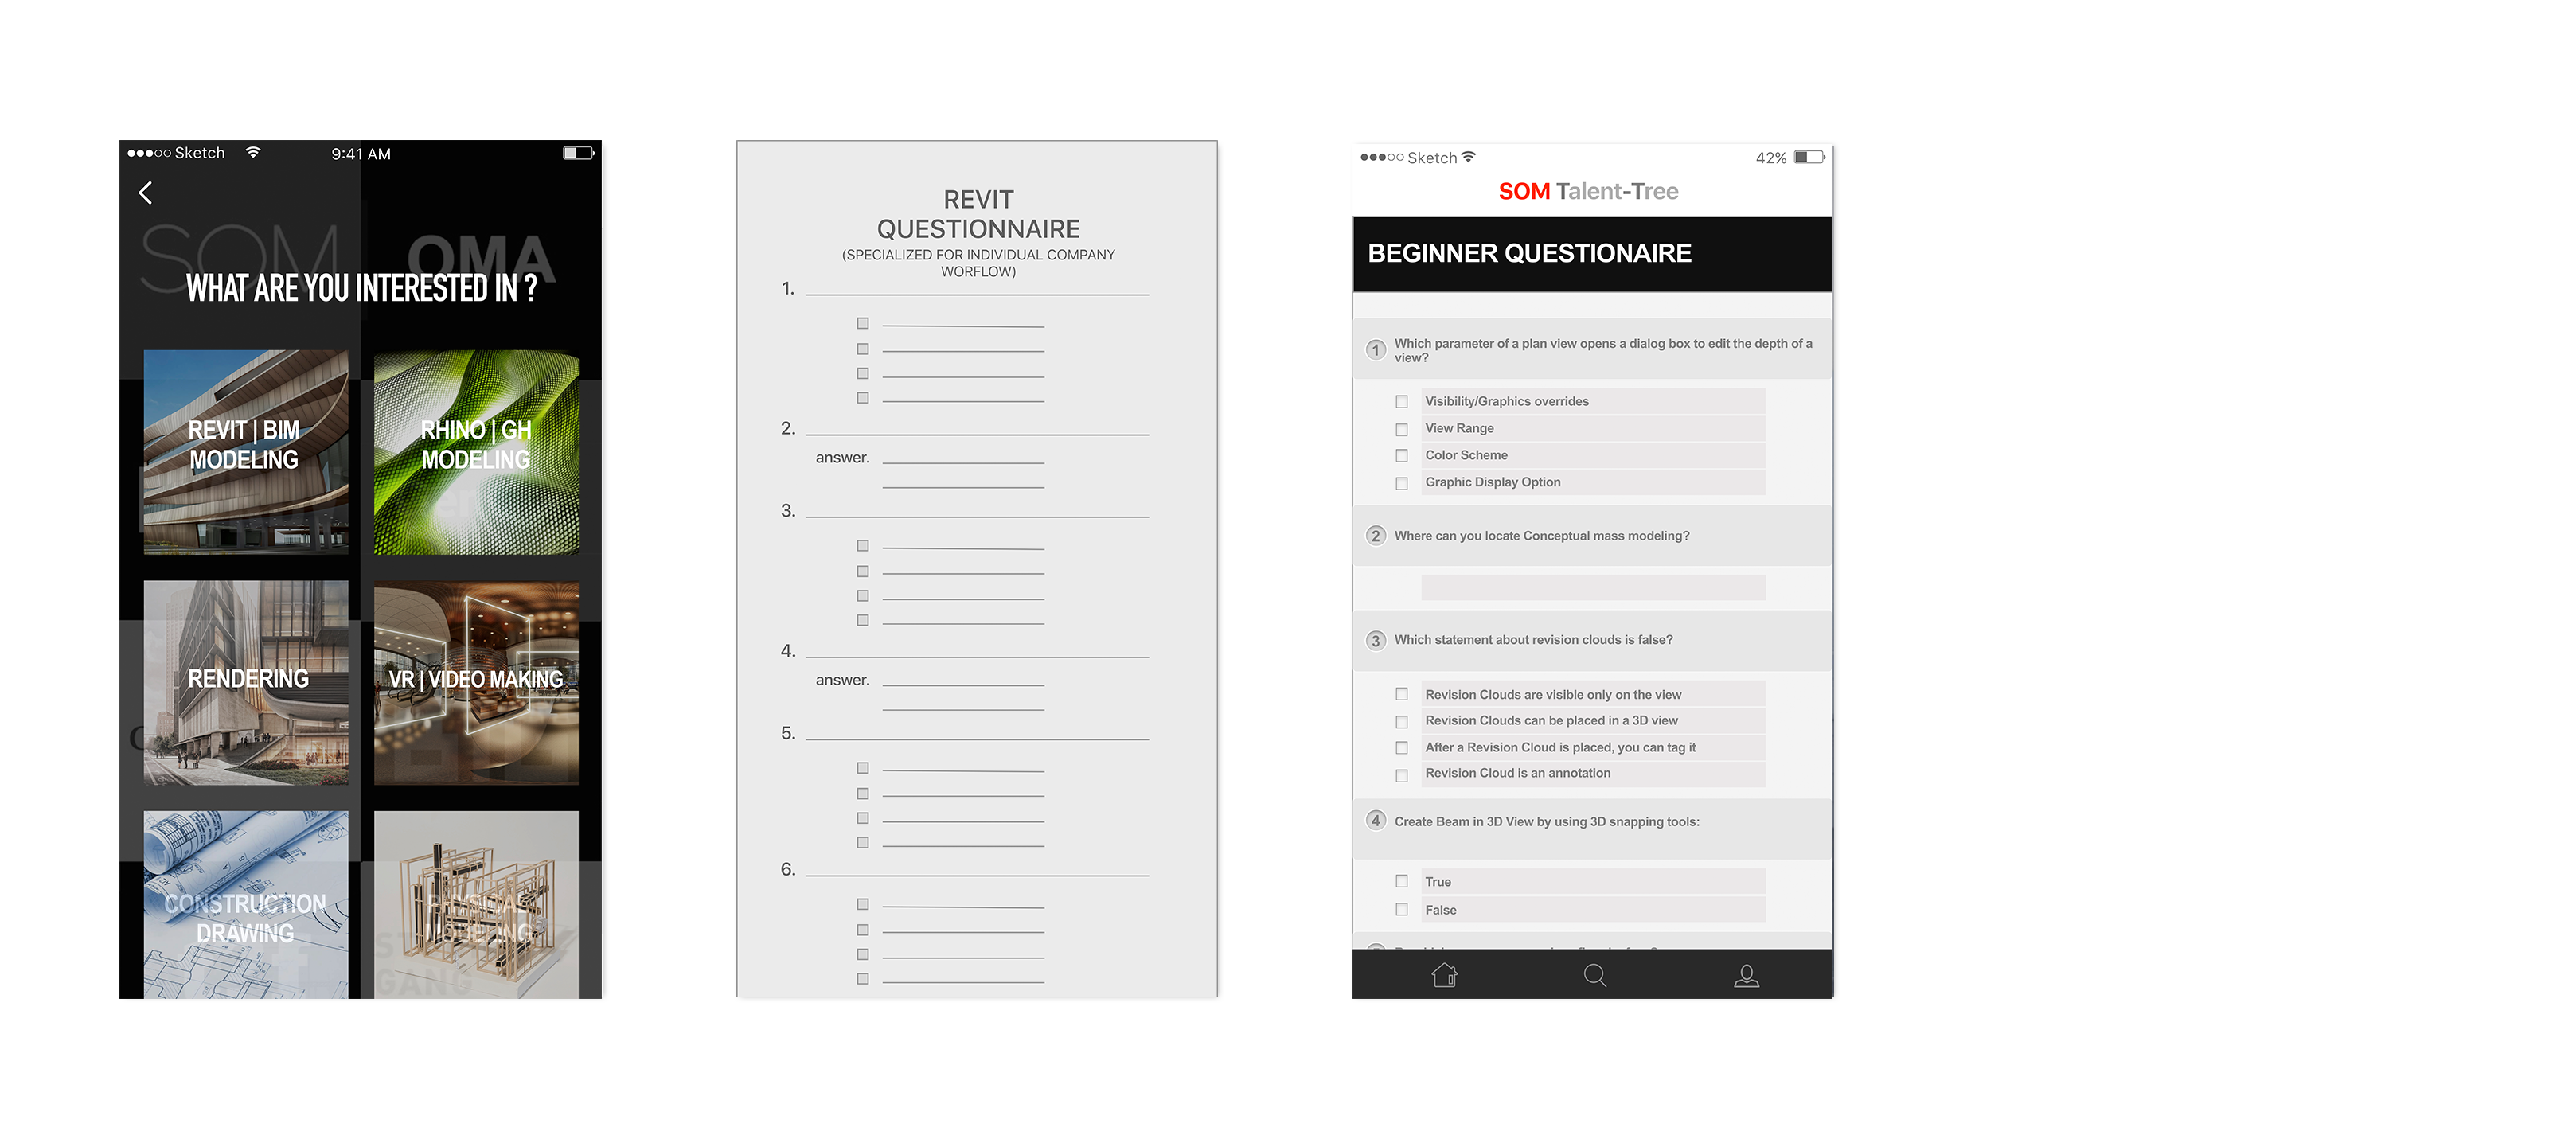 Sketch
9:41 AM
SOM
OMA
WHAT ARE YOU INTERESTED IN ?
REVIT | BIM
MODELING
RHINO | GH
MODELING
RENDERING
VR | VIDEO MAKING
CONSTRUCTION
DRAWING
PHYSICAL
MODELING
GANG
REVIT
QUESTIONNAIRE
(SPECIALIZED FOR INDIVIDUAL COMPANY
WORFLOW)
1.
2.
answer.
3.
4.
answer.
5.
6.
Sketch
42%
SOM Talent-Tree
BEGINNER QUESTIONAIRE
1 Which parameter of a plan view opens a dialog box to edit the depth of a
view?
Visibility/Graphics overrides
View Range
Color Scheme
Graphic Display Option
2 Where can you locate Conceptual mass modeling?
3 Which statement about revision clouds is false?
Revision Clouds are visible only on the view
Revision Clouds can be placed in a 3D view
After a Revision Cloud is placed, you can tag it
Revision Cloud is an annotation
4 Create Beam in 3D View by using 3D snapping tools:
True
False